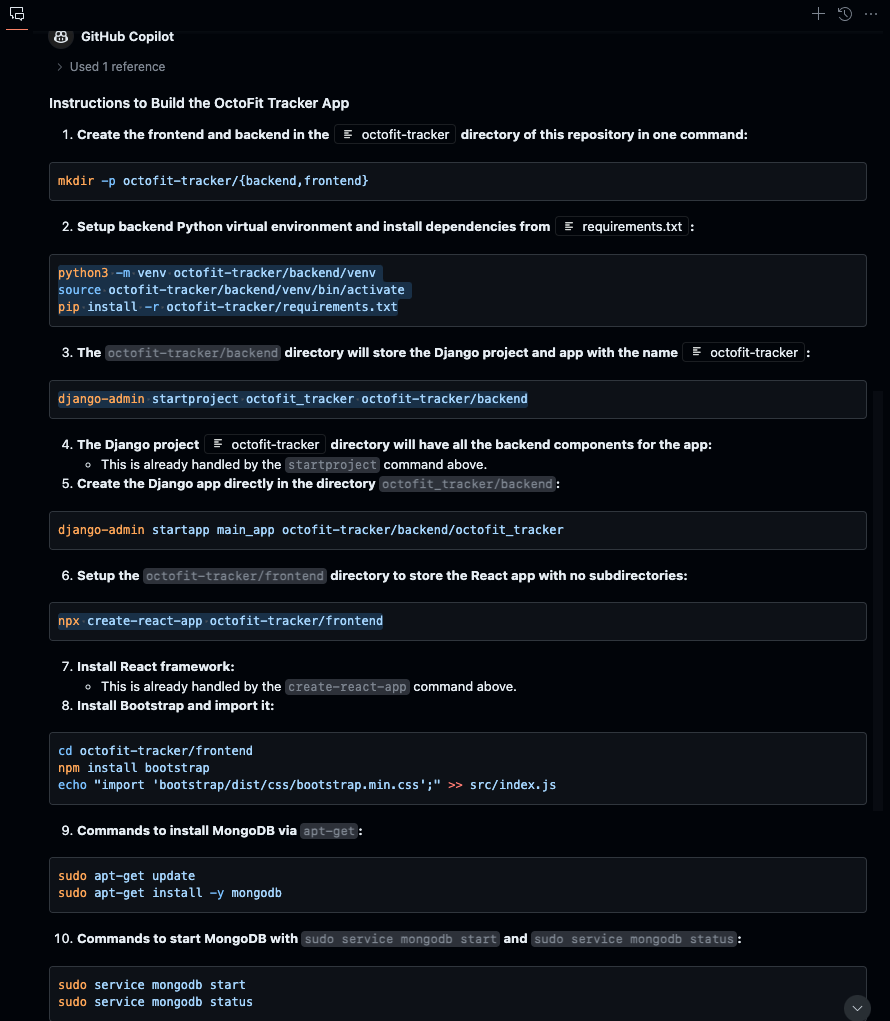 GitHub Copilot
Used 1 reference
Instructions to Build the OctoFit Tracker App
1. Create the frontend and backend in the octofit-tracker directory of this repository in one command:
mkdir -p octofit-tracker/{backend,frontend}
2. Setup backend Python virtual environment and install dependencies from requirements.txt :
python3 -m venv octofit-tracker/backend/venv
source octofit-tracker/backend/venv/bin/activate
pip install -r octofit-tracker/requirements.txt
3. The octofit-tracker/backend directory will store the Django project and app with the name octofit-tracker :
django-admin startproject octofit_tracker octofit-tracker/backend
4. The Django project octofit-tracker directory will have all the backend components for the app:
This is already handled by the startproject command above.
5. Create the Django app directly in the directory octofit_tracker/backend:
django-admin startapp main_app octofit-tracker/backend/octofit_tracker
6. Setup the octofit-tracker/frontend directory to store the React app with no subdirectories:
npx create-react-app octofit-tracker/frontend
7. Install React framework:
This is already handled by the create-react-app command above.
8. Install Bootstrap and import it:
cd octofit-tracker/frontend
npm install bootstrap
echo "import 'bootstrap/dist/css/bootstrap.min.css';" >> src/index.js
9. Commands to install MongoDB via apt-get:
sudo apt-get update
sudo apt-get install -y mongodb
10. Commands to start MongoDB with sudo service mongodb start and sudo service mongodb status:
sudo service mongodb start
sudo service mongodb status